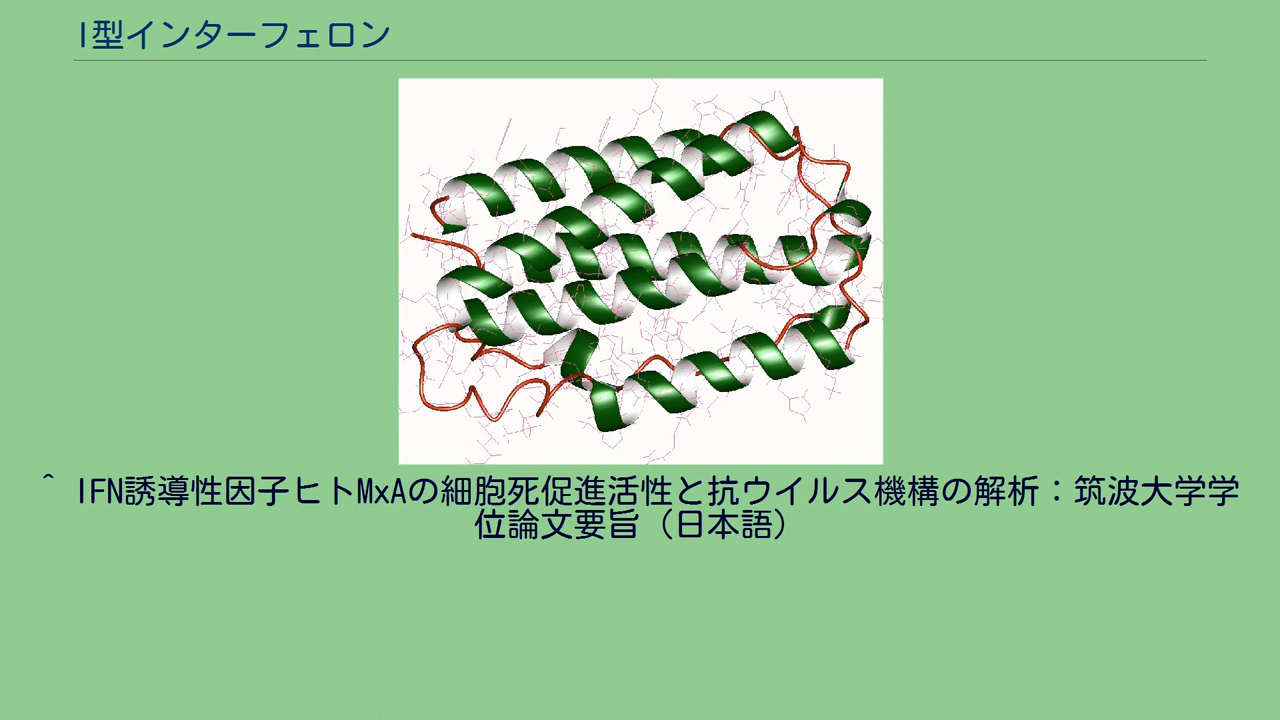 I型インターフェロン
^ IFN誘導性因子ヒトMxAの細胞死促進活性と抗ウイルス機構の解析：筑波大学学
位論文要旨（日本語）